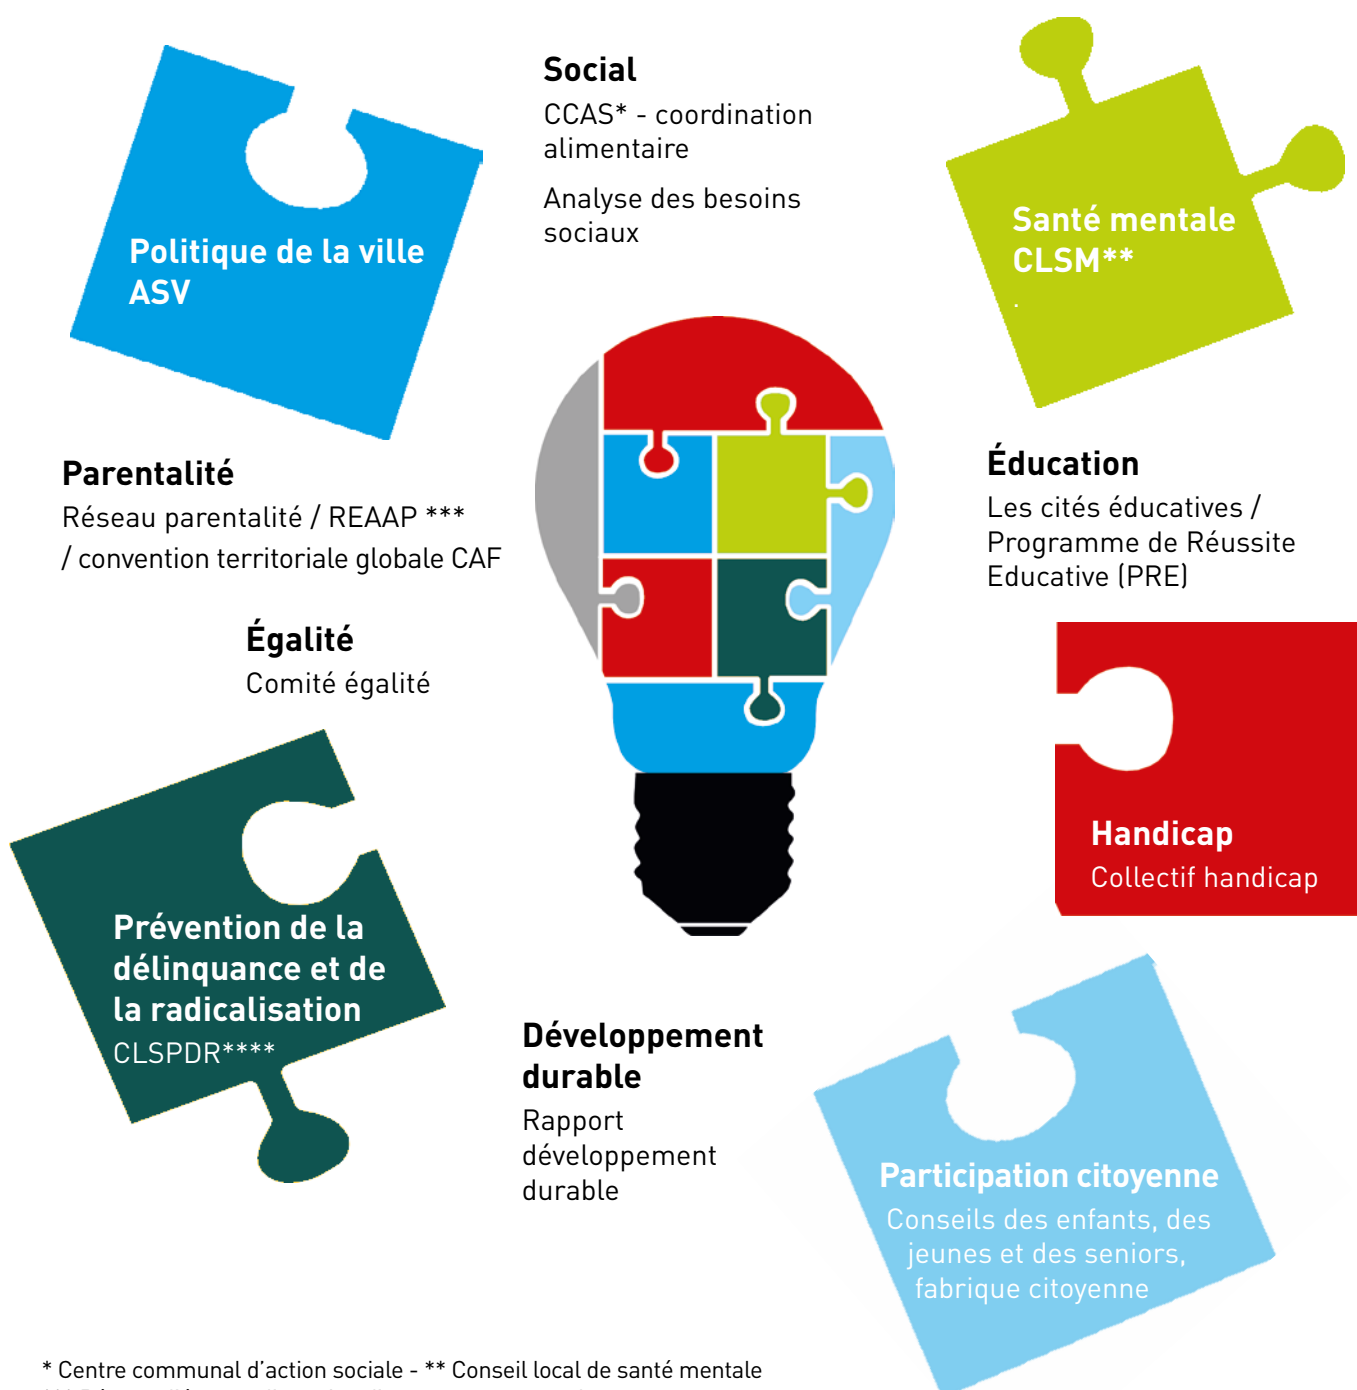 Social
CCAS* - coordination
alimentaire
Analyse des besoins
sociaux
Politique de la ville
ASV
Santé mentale
CLSM**
.
Parentalité
Réseau parentalité / REAAP ***
/ convention territoriale globale CAF
Éducation
Les cités éducatives /
Programme de Réussite
Educative (PRE)
Égalité
Comité égalité
Handicap
Collectif handicap
Prévention de la
délinquance et de
la radicalisation
CLSPDR****
Développement
durable
Rapport
développement
durable
Participation citoyenne
Conseils des enfants, des
jeunes et des seniors,
fabrique citoyenne
* Centre communal d’action sociale - ** Conseil local de santé mentale